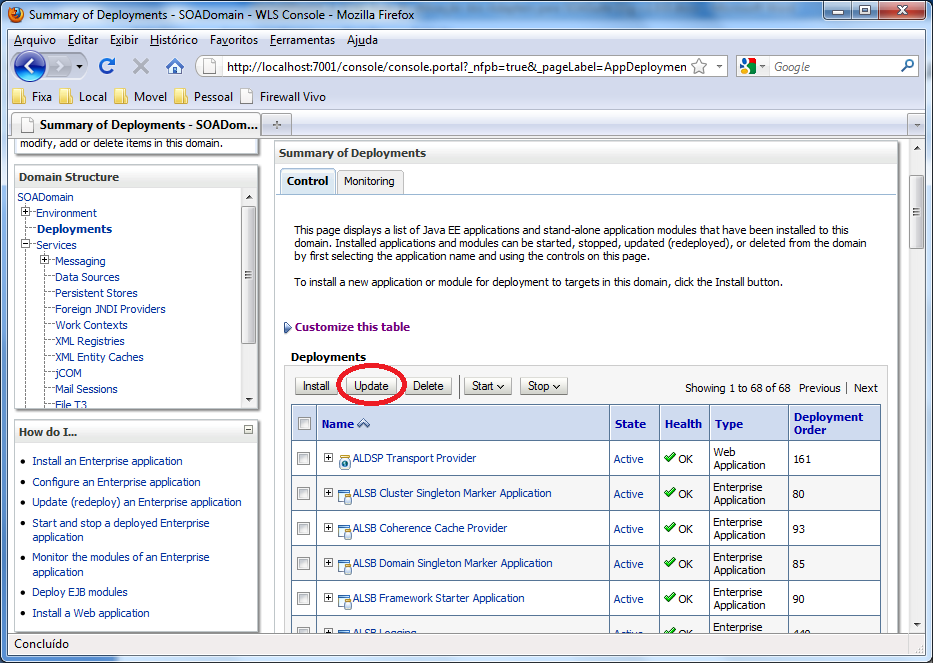 Summary of Deployments - SOADomain - WLS Console - Mozilla Firefox
Arquivo Editar Exibir Histórico Favoritos Ferramentas Ajuda
http://localhost:7001/console/console.portal?_nfpb=true&_pageLabel=AppDeploymen
Google
Fixa Local Movel Pessoal Firewall Vivo
Summary of Deployments - SOADom...
modify, add or delete items in this domain.
Domain Structure
SOADomain
Environment
Deployments
Services
Messaging
Data Sources
Persistent Stores
Foreign JNDI Providers
Work Contexts
XML Registries
XML Entity Caches
jCOM
Mail Sessions
File T3
How do I...
Install an Enterprise application
Configure an Enterprise application
Update (redeploy) an Enterprise application
Start and stop a deployed Enterprise
application
Monitor the modules of an Enterprise
application
Deploy EJB modules
Install a Web application
Summary of Deployments
Control Monitoring
This page displays a list of Java EE applications and stand-alone application modules that have been installed to this
domain. Installed applications and modules can be started, stopped, updated (redeployed), or deleted from the domain
by first selecting the application name and using the controls on this page.
To install a new application or module for deployment to targets in this domain, click the Install button.
Customize this table
Deployments
Install Update Delete Start Stop Showing 1 to 68 of 68 Previous | Next
Name State Health Type Deployment
Order
ALDSP Transport Provider Active OK Web
Application 161
ALSB Cluster Singleton Marker Application Active OK Enterprise
Application 80
ALSB Coherence Cache Provider Active OK Enterprise
Application 93
ALSB Domain Singleton Marker Application Active OK Enterprise
Application 85
ALSB Framework Starter Application Active OK Enterprise
Application 90
ALSB Logging Active OK Enterprise
Concluído